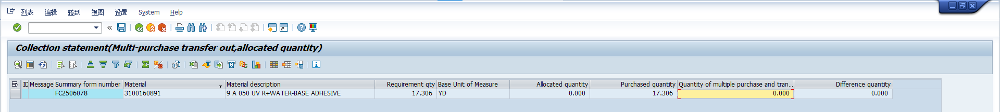 列表 编辑 转到 视图 设置 System Help
Collection statement(Multi-purchase transfer out,allocated quantity)
ID Message Summary form number Material Material description Requirement qty Base Unit of Measure Allocated quantity Purchased quantity Quantity of multiple purchase and tran... Difference quantity
FC2506078 3100160891 9 A 050 UV R+WATER-BASE ADHESIVE 17.306 YD 0.000 17.306 0.000 0.000